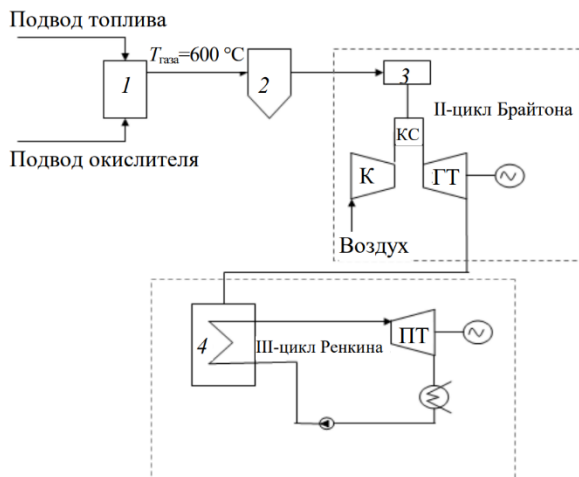 Подвод топлива
Tгаза=600 °C
1
2
3
II-цикл Брайтона
КС
Подвод окислителя
К
ГТ
Воздух
4
III-цикл Ренкина
ПТ